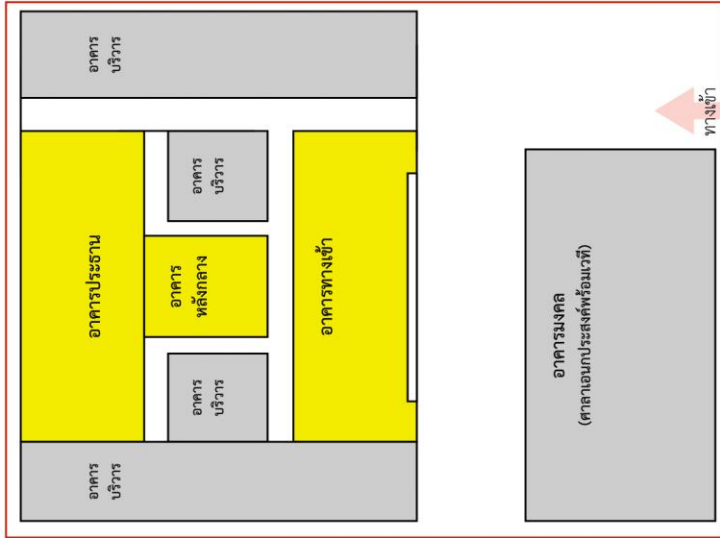 อาคาร
บริวาร
อาคารประธาน
อาคาร
บริวาร
อาคาร
หลังกลาง
อาคาร
บริวาร
อาคารทางเข้า
อาคาร
บริวาร
อาคารมงคล
(ศาลาเอนกประสงค์พร้อมเวที)
ทางเข้า